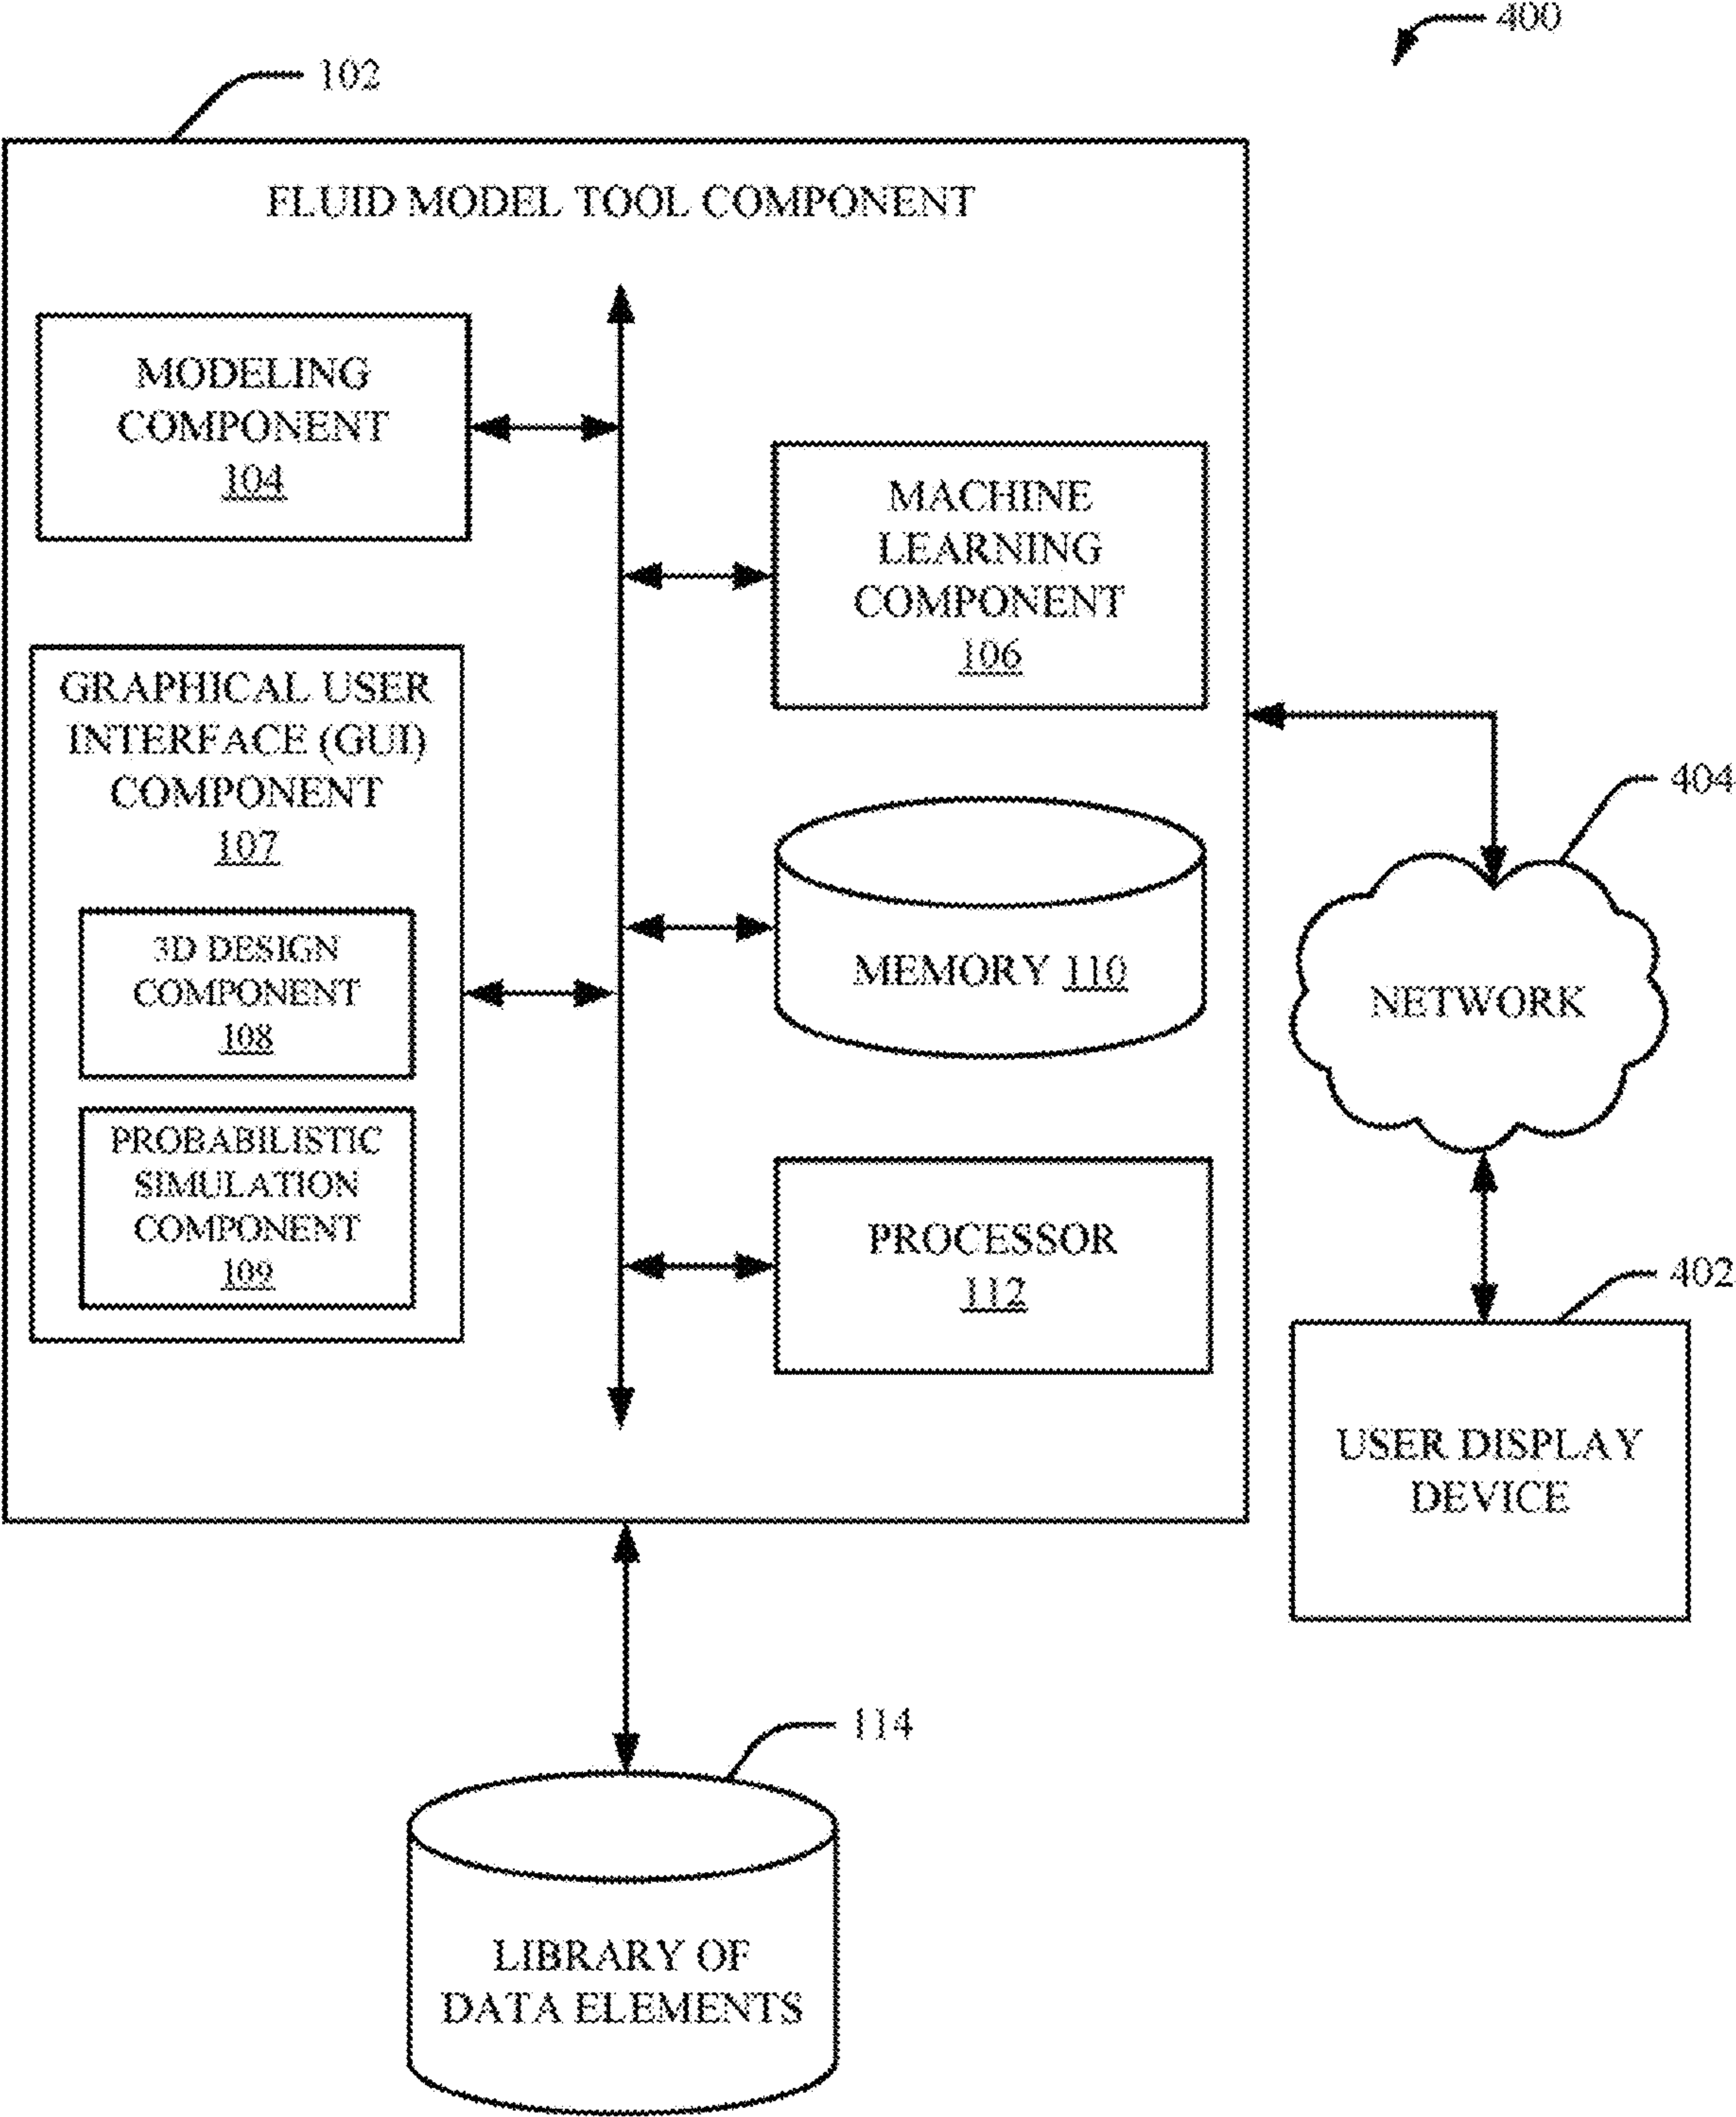 400
102
FLUID MODEL TOOL COMPONENT
MODELING
COMPONENT
104
MACHINE
LEARNING
COMPONENT
106
GRAPHICAL USER
INTERFACE (GUI)
COMPONENT
107
3D DESIGN
COMPONENT
108
PROBABILISTIC
SIMULATION
COMPONENT
109
MEMORY 110
PROCESSOR
112
404
NETWORK
402
USER DISPLAY
DEVICE
114
LIBRARY OF
DATA ELEMENTS